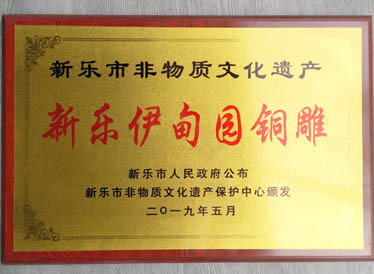 新乐市非物质文化遗产
新乐伊甸园铜雕
新乐市人民政府公布
新乐市非物质文化遗产保护中心颁发
二〇一九年五月